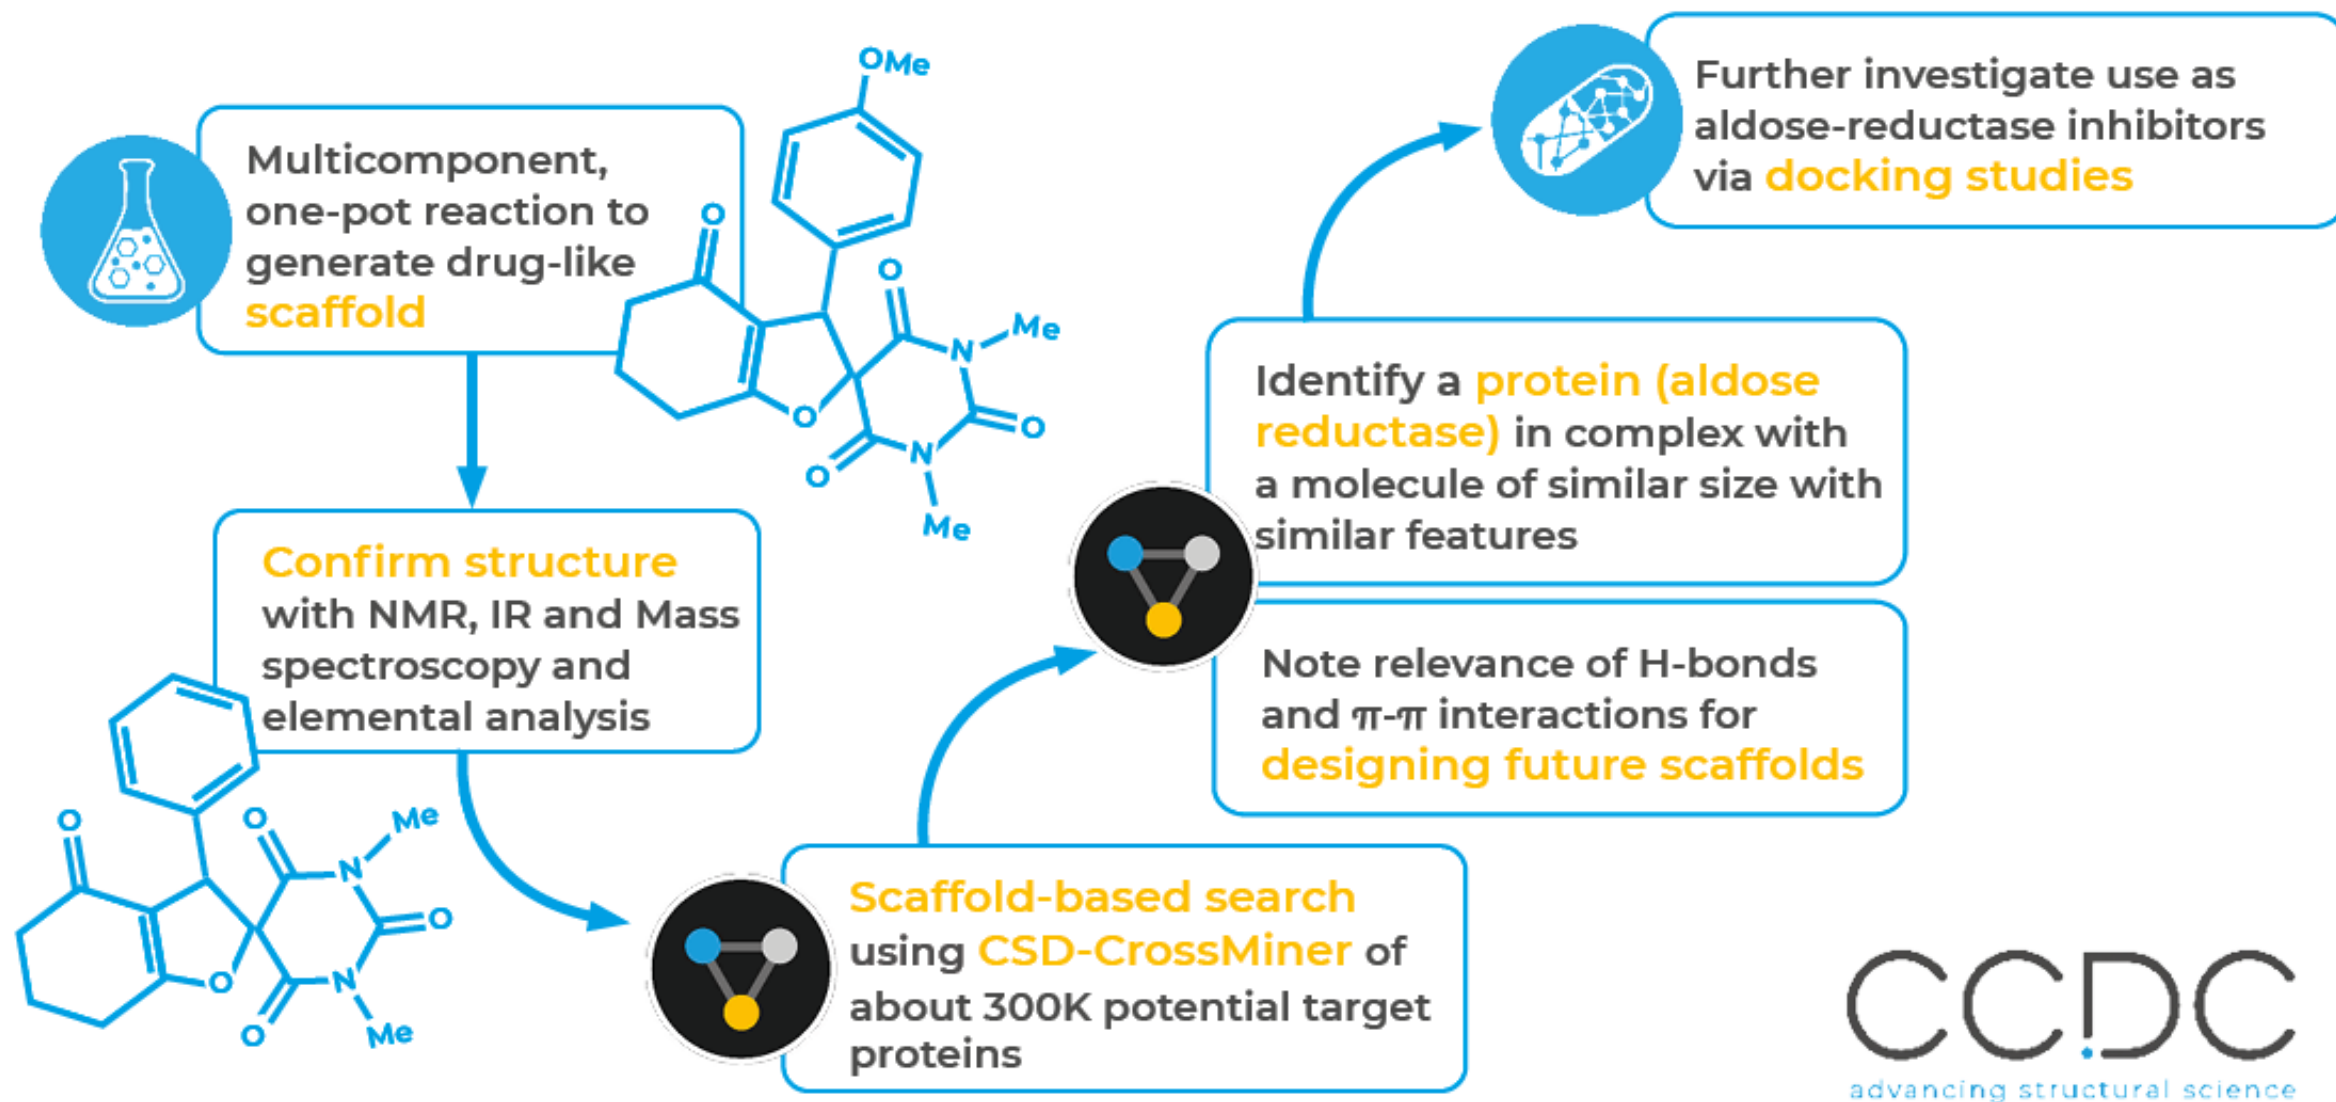 Multicomponent,
one-pot reaction to
generate drug-like
scaffold
OMe
O
O
Me
N
O
O
N
O
Me
Confirm structure
with NMR, IR and Mass
spectroscopy and
elemental analysis
O
O
Me
N
O
O
N
O
Me
Scaffold-based search
using CSD-CrossMiner of
about 300K potential target
proteins
Identify a protein (aldose
reductase) in complex with
a molecule of similar size with
similar features
Note relevance of H-bonds
and π-π interactions for
designing future scaffolds
Further investigate use as
aldose-reductase inhibitors
via docking studies
CCDC
advancing structural science